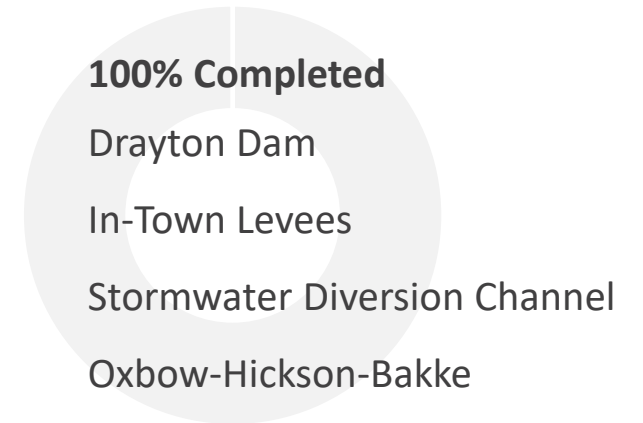 100% Completed
Drayton Dam
In-Town Levees
Stormwater Diversion Channel
Oxbow-Hickson-Bakke